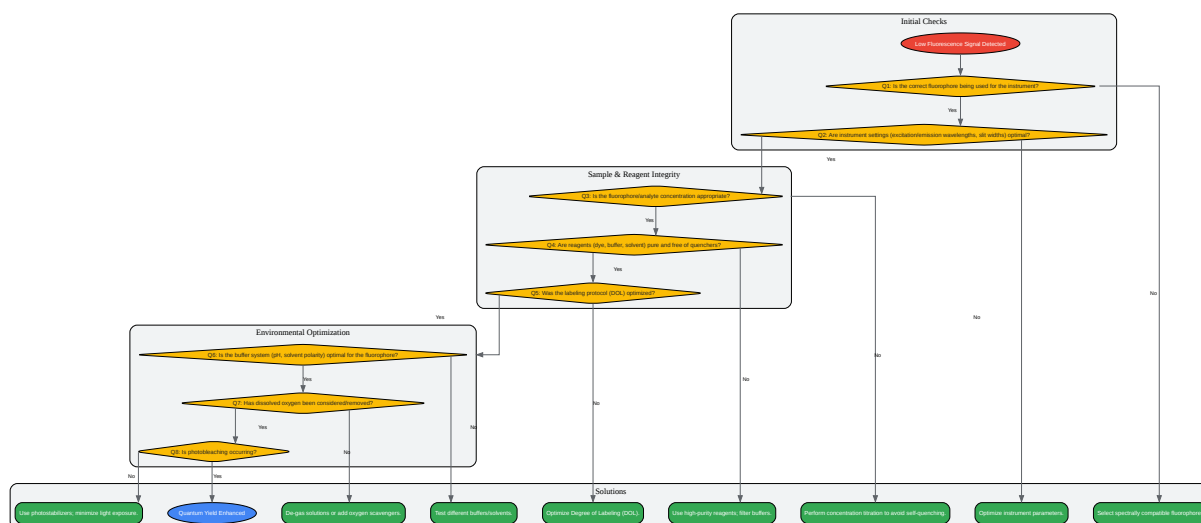 Initial Checks
Low Fluorescence Signal Detected
Q1: Is the correct fluorophore being used for the instrument?
Yes
Q2: Are instrument settings (excitation/emission wavelengths, slit widths) optimal?
Yes
Sample & Reagent Integrity
Q3: Is the fluorophore/analyte concentration appropriate?
Yes
Q4: Are reagents (dye, buffer, solvent) pure and free of quenchers?
Yes
Q5: Was the labeling protocol (DOL) optimized?
No
Yes
No
Environmental Optimization
Q6: Is the buffer system (pH, solvent polarity) optimal for the fluorophore?
No
Yes
No
Q7: Has dissolved oxygen been considered/removed?
No
Yes
No
Q8: Is photobleaching occurring?
No
No
Yes
Solutions
Use photostabilizers; minimize light exposure.
Quantum Yield Enhanced
De-gas solutions or add oxygen scavengers.
Test different buffers/solvents.
Optimize Degree of Labeling (DOL).
Use high-purity reagents; filter buffers.
Perform concentration titration to avoid self-quenching.
Optimize instrument parameters.
Select spectrally compatible fluorophore